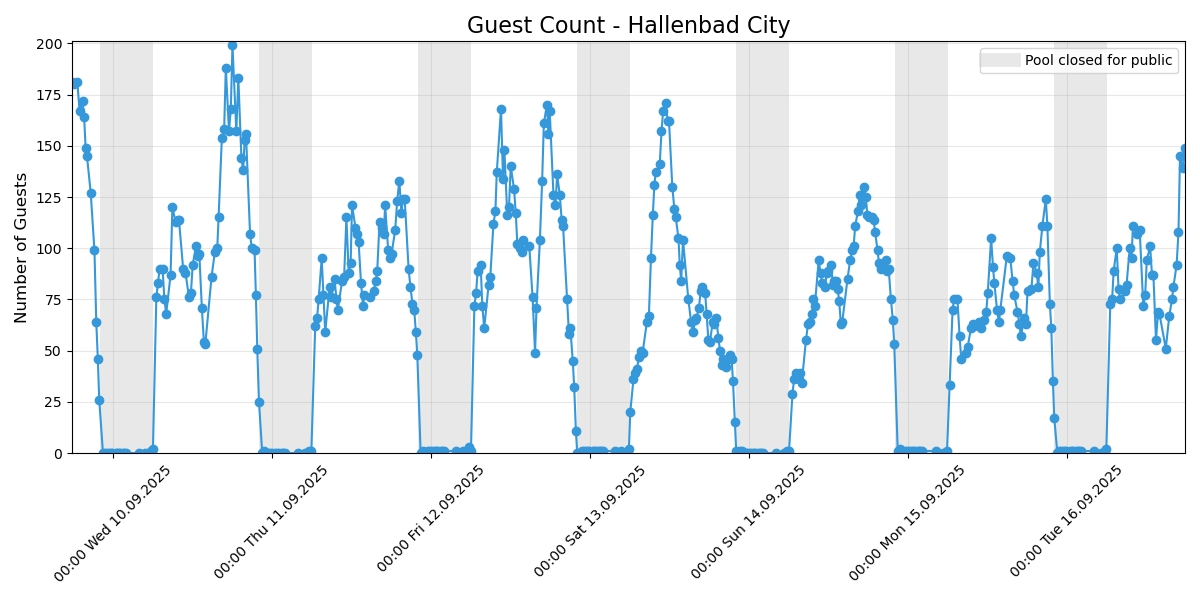 Guest Count - Hallenbad City
Pool closed for public
Number of Guests
200
175
150
125
100
75
50
25
0
00:00 Wed 10.09.2025
00:00 Thu 11.09.2025
00:00 Fri 12.09.2025
00:00 Sat 13.09.2025
00:00 Sun 14.09.2025
00:00 Mon 15.09.2025
00:00 Tue 16.09.2025